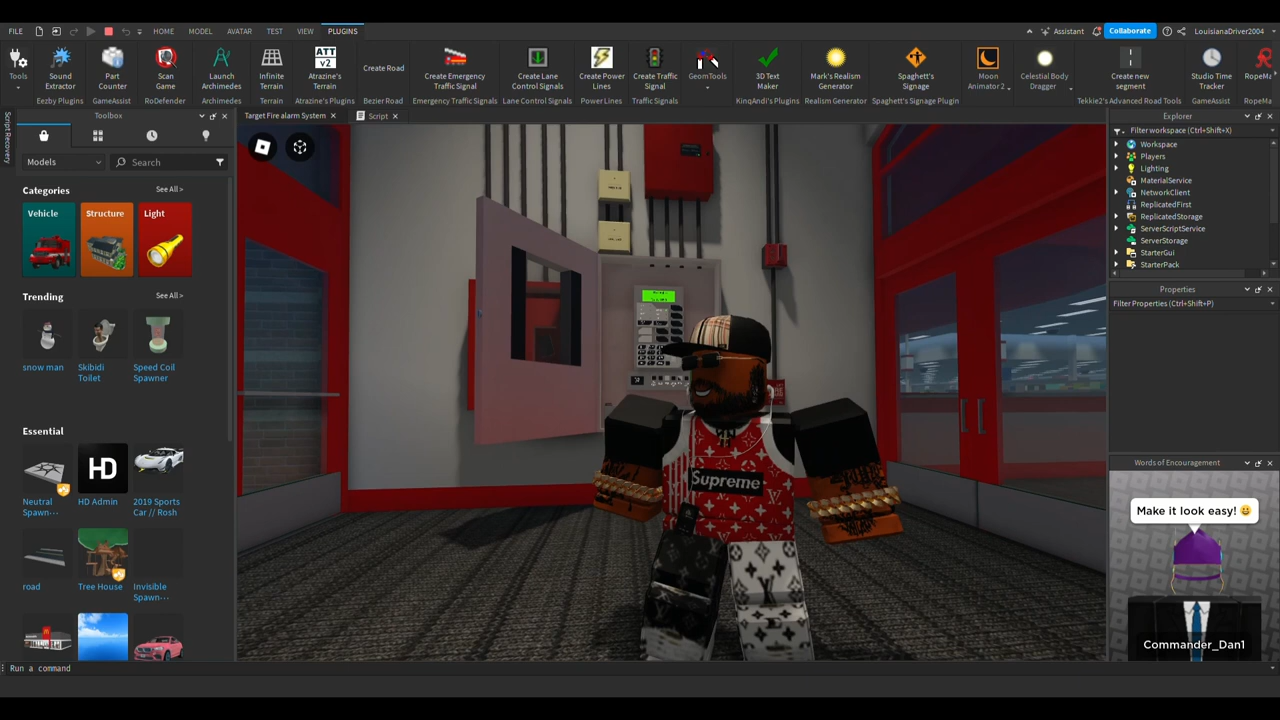 FILE HOME MODEL AVATAR TEST VIEW PLUGINS Assistant Collaborate LouisianaDriver2004
Tools
Sound Extractor
Part Counter
Scan Game
Launch Archimedes
Infinite Terrain
ATT v2
Atrazine's Terrain
Create Road
Create Emergency Traffic Signal
Create Lane Control Signals
Create Power Lines
Create Traffic Signal
GeomTools
3D Text Maker
Mark's Realism Generator
Spaghett's Signage
Moon Animator 2
Celestial Body Dragger
Create new segment
Studio Time Tracker
RopeMa
Ezzby Plugins GameAssist RoDefender Archimedes Terrain Atrazine's Plugins Bezier Road Emergency Traffic Signals Lane Control Signals Power Lines Traffic Signals KingAndi's Plugins Realism Generator Spaghett's Signage Plugin Tekkie2's Advanced Road Tools GameAssist RopeMa
Script Recovery
Toolbox
Target Fire alarm System
Script
Explorer
Models
Search
Filter workspace (Ctrl+Shift+X)
Categories See All >
Vehicle Structure Light
Trending See All >
snow man
Skibidi Toilet
Speed Coil Spawner
Essential
HD
Neutral Spawn···
HD Admin
2019 Sports Car // Rosh
road
Tree House
Invisible Spawn···
Supreme
Workspace
Players
Lighting
MaterialService
NetworkClient
ReplicatedFirst
ReplicatedStorage
ServerScriptService
ServerStorage
StarterGui
StarterPack
Properties
Filter Properties (Ctrl+Shift+P)
Words of Encouragement
Make it look easy! 😀
Commander_Dan1
Run a command